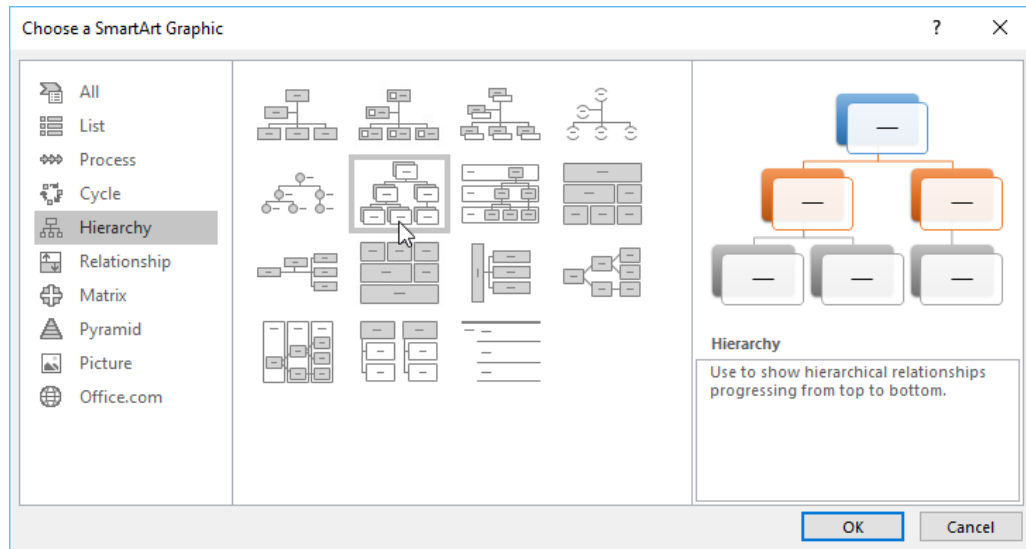 Choose a SmartArt Graphic
?
All
List
Process
Cycle
Hierarchy
Relationship
Matrix
Pyramid
Picture
Office.com
Hierarchy
Use to show hierarchical relationships
progressing from top to bottom.
OK
Cancel